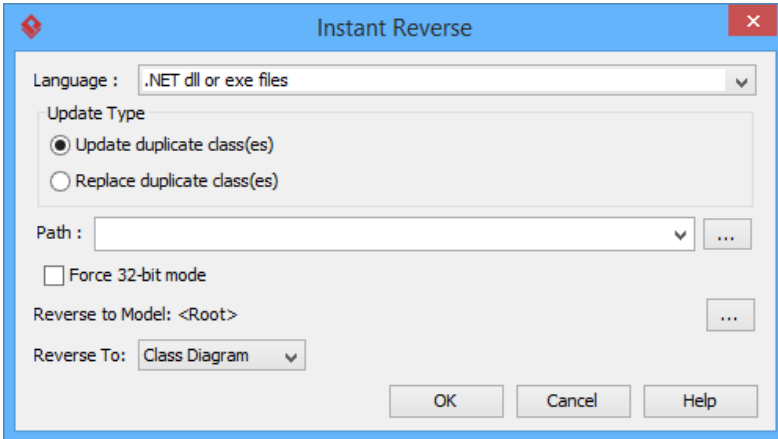 Instant Reverse
Language : .NET dll or exe files
Update Type
Update duplicate class(es)
Replace duplicate class(es)
Path : ...
Force 32-bit mode
Reverse to Model: <Root> ...
Reverse To: Class Diagram
OK Cancel Help